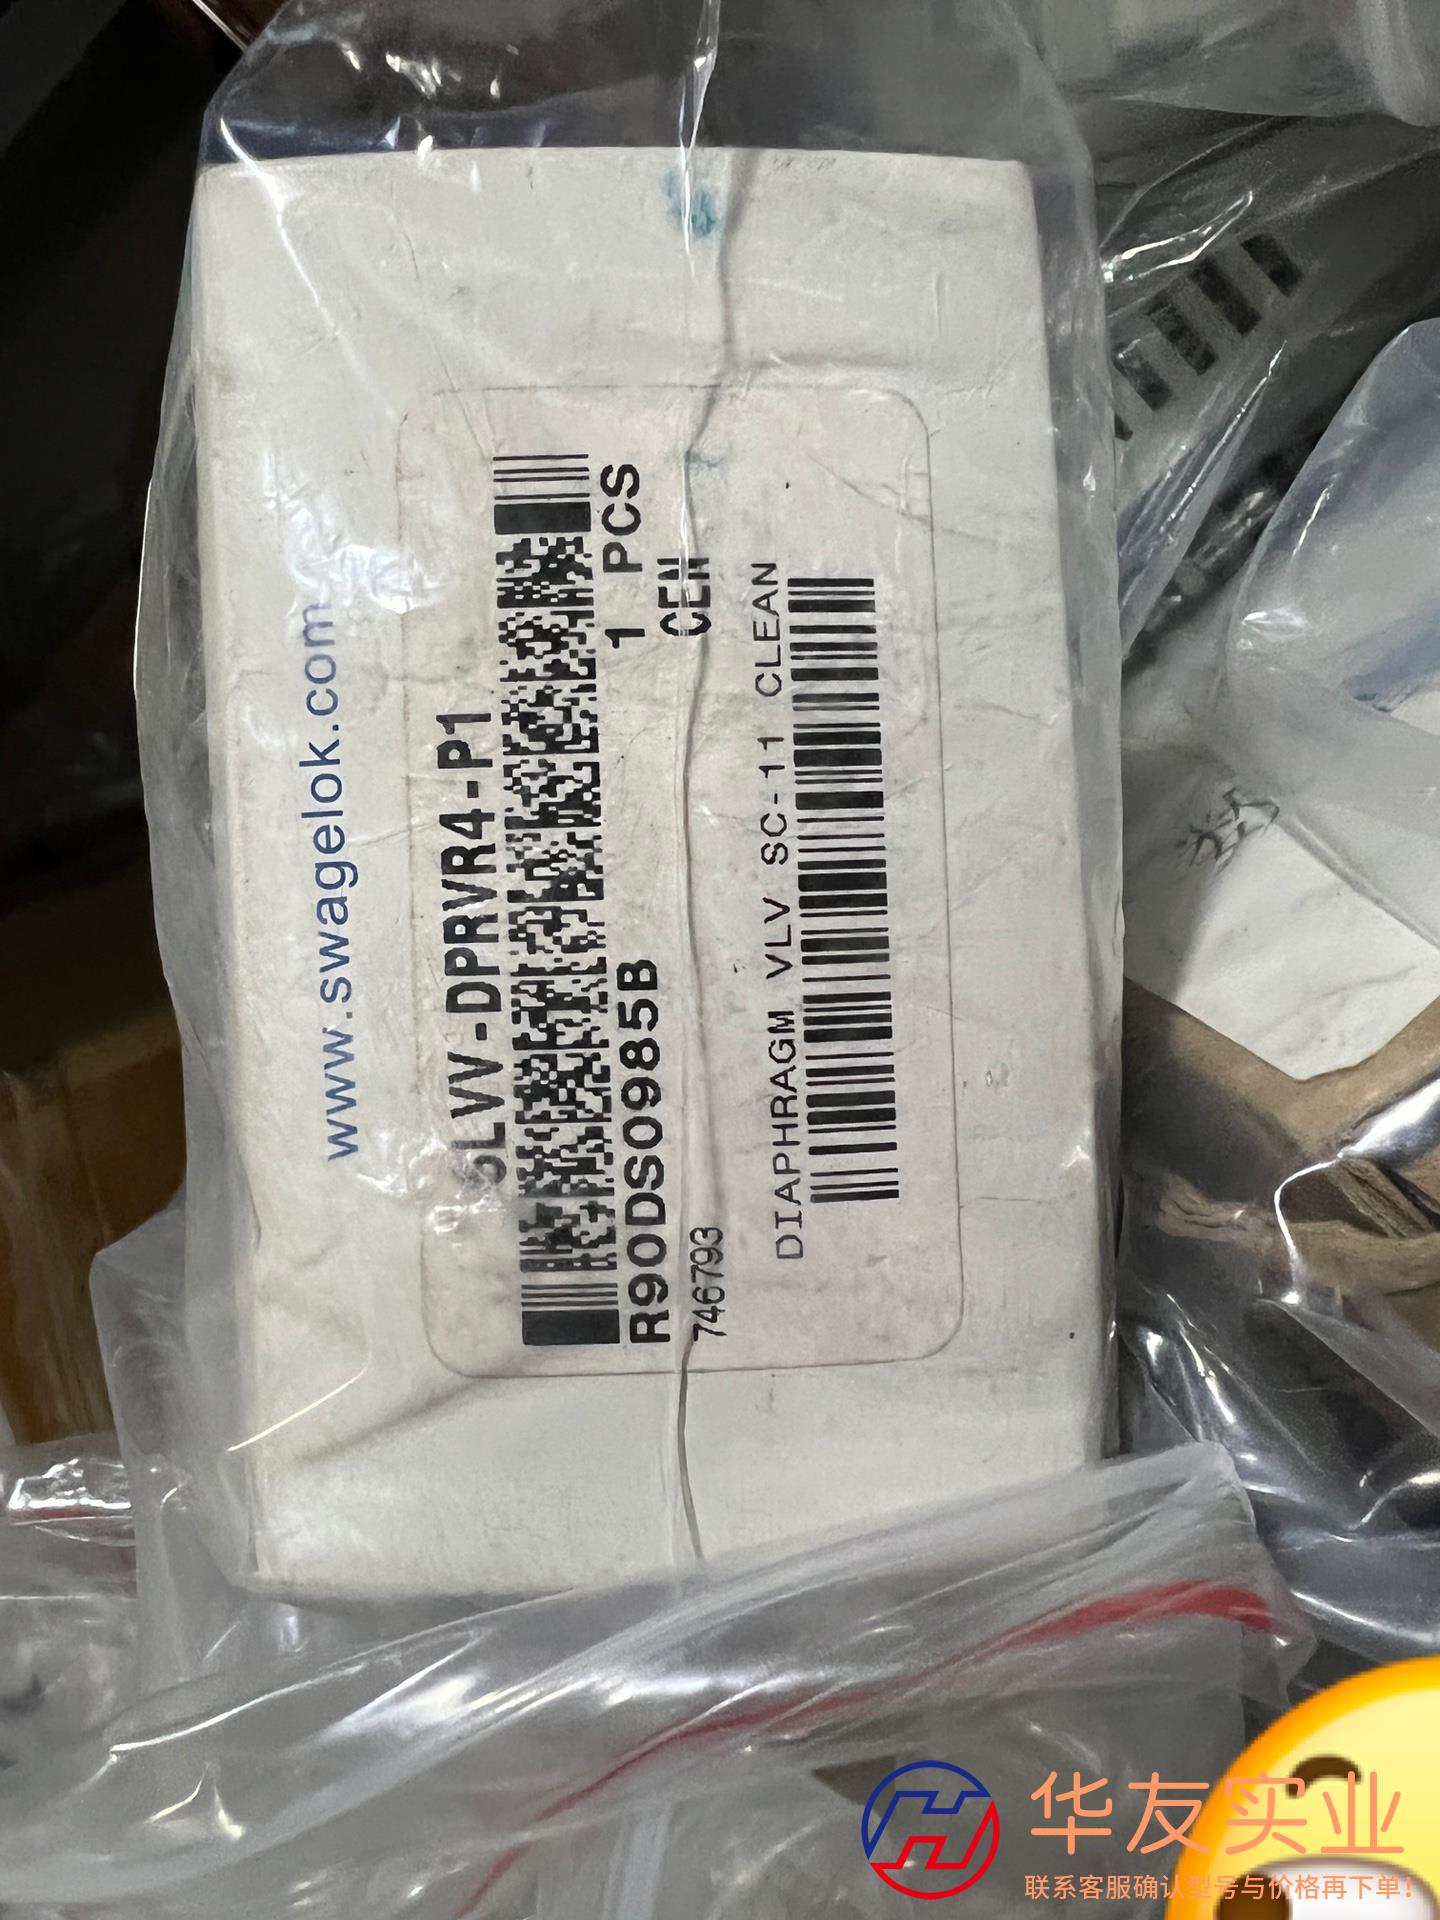 www.swagelok.com
6LVV-DPRVR4-P1
1 PCS
R90DS0985B
CEN
746793
DIAPHRAGM VLV SC-11 CLEAN
华友实业
联系客服确认型号与价格再下单!